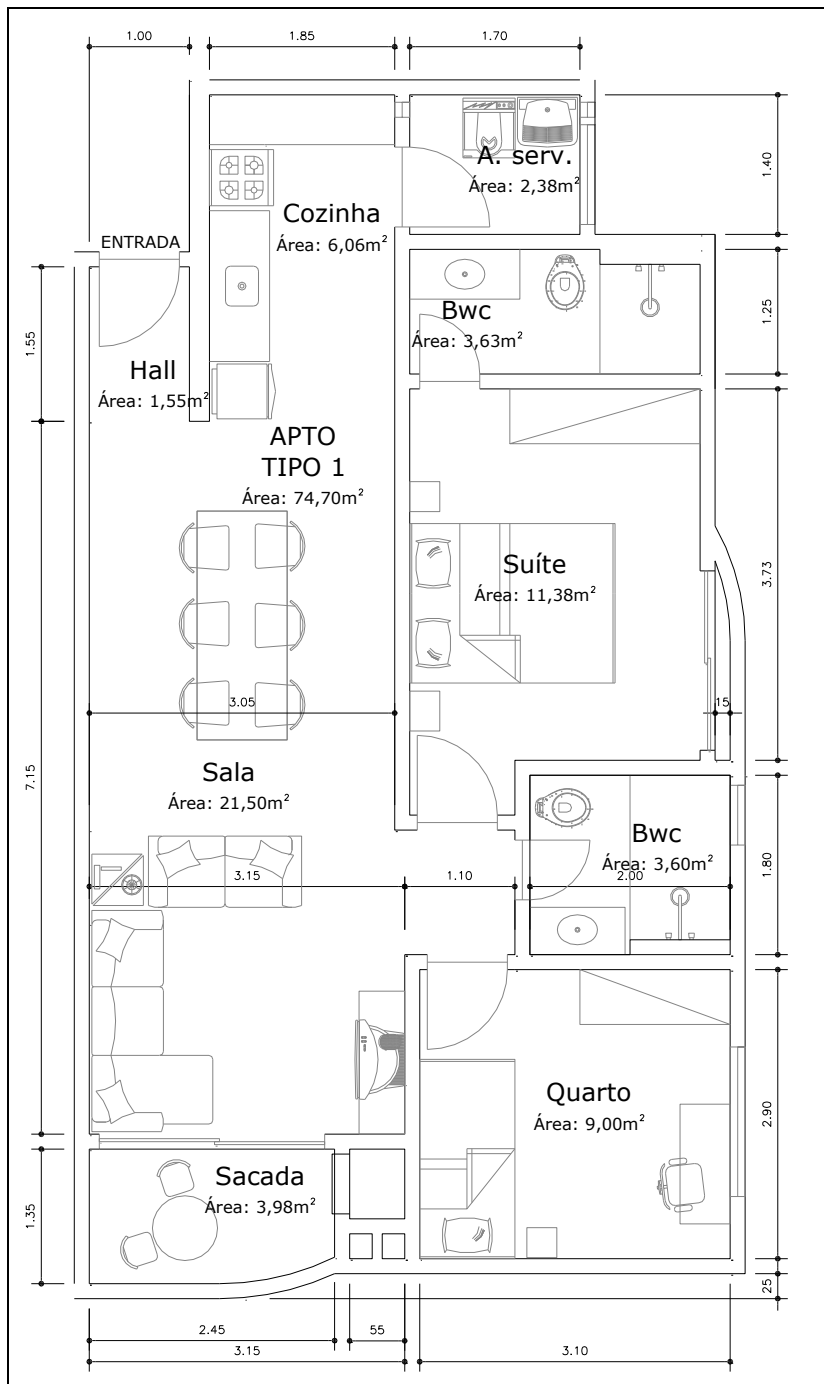 1.00
1.85
1.70
A. serv.
Área: 2,38m²
1.40
Cozinha
Área: 6,06m²
ENTRADA
1.25
Bwc
Área: 3,63m²
1.55
Hall
Área: 1,55m²
APTO
TIPO 1
Área: 74,70m²
Suíte
Área: 11,38m²
3.73
3.05
15
7.15
Sala
Área: 21,50m²
Bwc
Área: 3,60m²
1.80
3.15
1.10
2.00
Quarto
Área: 9,00m²
2.90
Sacada
Área: 3,98m²
1.35
25
2.45
55
3.15
3.10